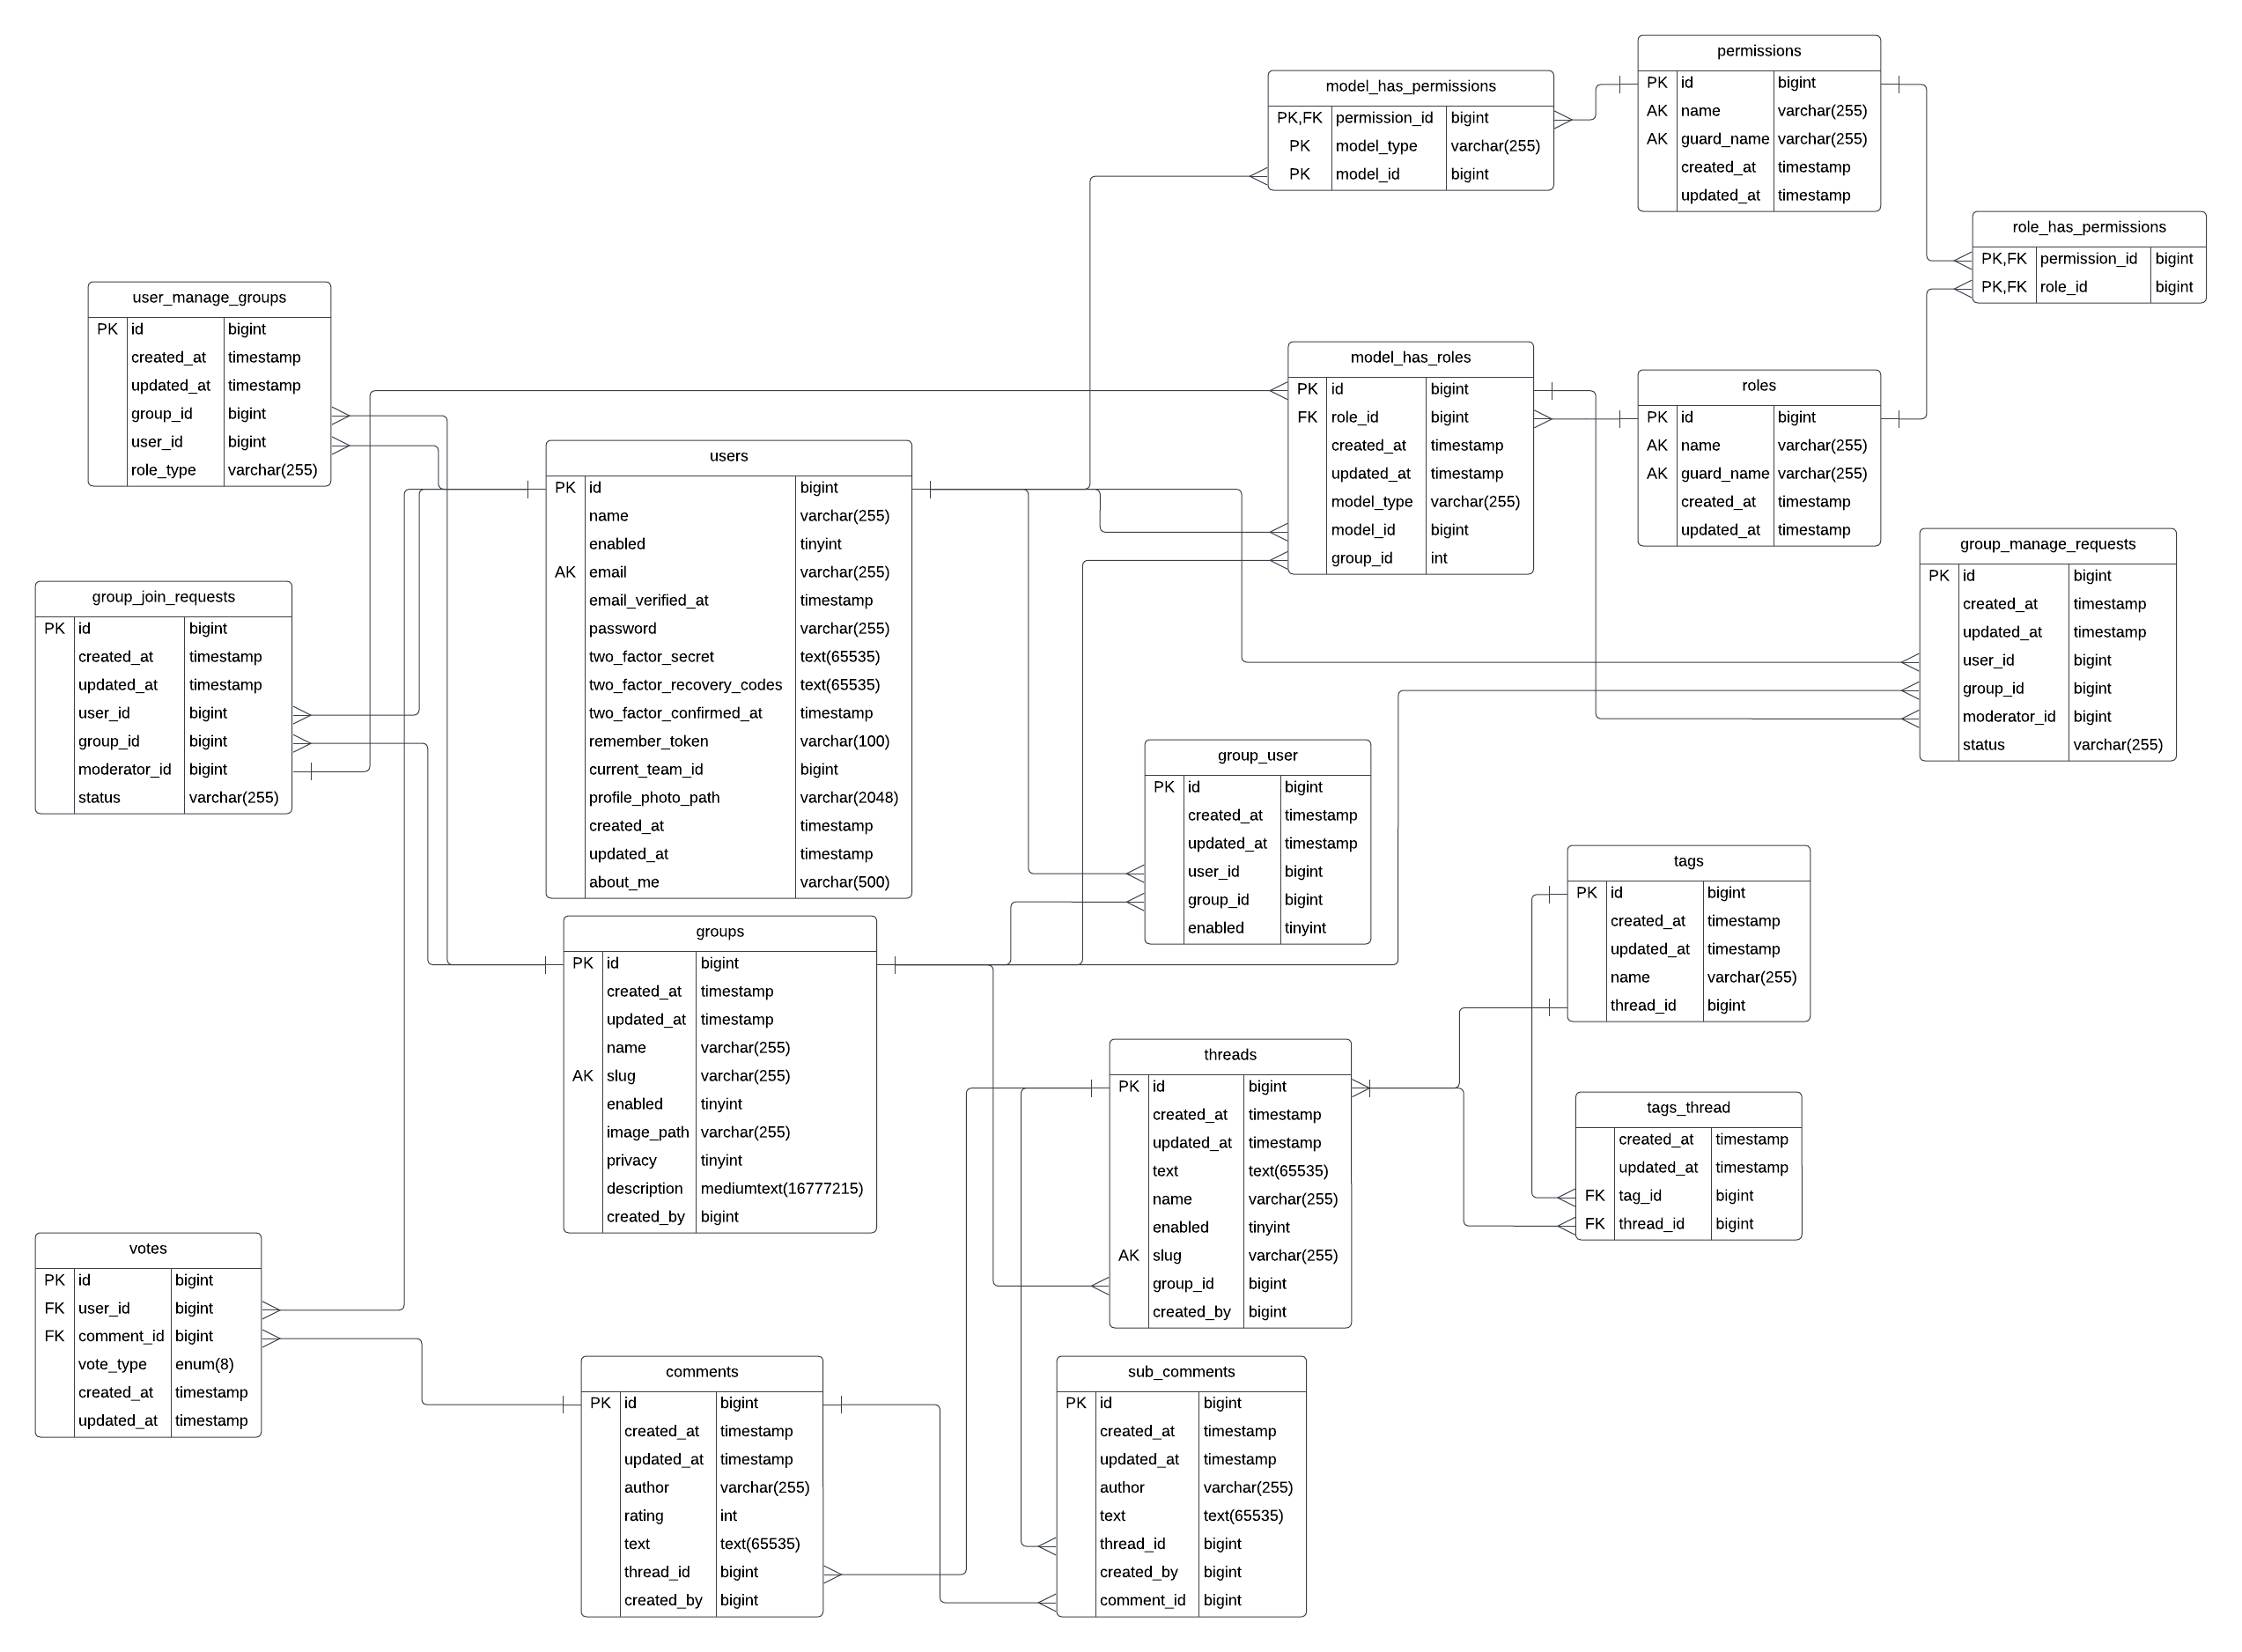 permissions
PK id bigint
AK name varchar(255)
AK guard_name varchar(255)
created_at timestamp
updated_at timestamp
model_has_permissions
PK,FK permission_id bigint
PK model_type varchar(255)
PK model_id bigint
role_has_permissions
PK,FK permission_id bigint
PK,FK role_id bigint
user_manage_groups
PK id bigint
created_at timestamp
updated_at timestamp
group_id bigint
user_id bigint
role_type varchar(255)
model_has_roles
PK id bigint
FK role_id bigint
created_at timestamp
updated_at timestamp
model_type varchar(255)
model_id bigint
group_id int
roles
PK id bigint
AK name varchar(255)
AK guard_name varchar(255)
created_at timestamp
updated_at timestamp
users
PK id bigint
name varchar(255)
enabled tinyint
AK email varchar(255)
email_verified_at timestamp
password varchar(255)
two_factor_secret text(65535)
two_factor_recovery_codes text(65535)
two_factor_confirmed_at timestamp
remember_token varchar(100)
current_team_id bigint
profile_photo_path varchar(2048)
created_at timestamp
updated_at timestamp
about_me varchar(500)
group_manage_requests
PK id bigint
created_at timestamp
updated_at timestamp
user_id bigint
group_id bigint
moderator_id bigint
status varchar(255)
group_join_requests
PK id bigint
created_at timestamp
updated_at timestamp
user_id bigint
group_id bigint
moderator_id bigint
status varchar(255)
group_user
PK id bigint
created_at timestamp
updated_at timestamp
user_id bigint
group_id bigint
enabled tinyint
tags
PK id bigint
created_at timestamp
updated_at timestamp
name varchar(255)
thread_id bigint
groups
PK id bigint
created_at timestamp
updated_at timestamp
name varchar(255)
AK slug varchar(255)
enabled tinyint
image_path varchar(255)
privacy tinyint
description mediumtext(16777215)
created_by bigint
threads
PK id bigint
created_at timestamp
updated_at timestamp
text text(65535)
name varchar(255)
enabled tinyint
AK slug varchar(255)
group_id bigint
created_by bigint
tags_thread
created_at timestamp
updated_at timestamp
FK tag_id bigint
FK thread_id bigint
votes
PK id bigint
FK user_id bigint
FK comment_id bigint
vote_type enum(8)
created_at timestamp
updated_at timestamp
comments
PK id bigint
created_at timestamp
updated_at timestamp
author varchar(255)
rating int
text text(65535)
thread_id bigint
created_by bigint
sub_comments
PK id bigint
created_at timestamp
updated_at timestamp
author varchar(255)
text text(65535)
thread_id bigint
created_by bigint
comment_id bigint